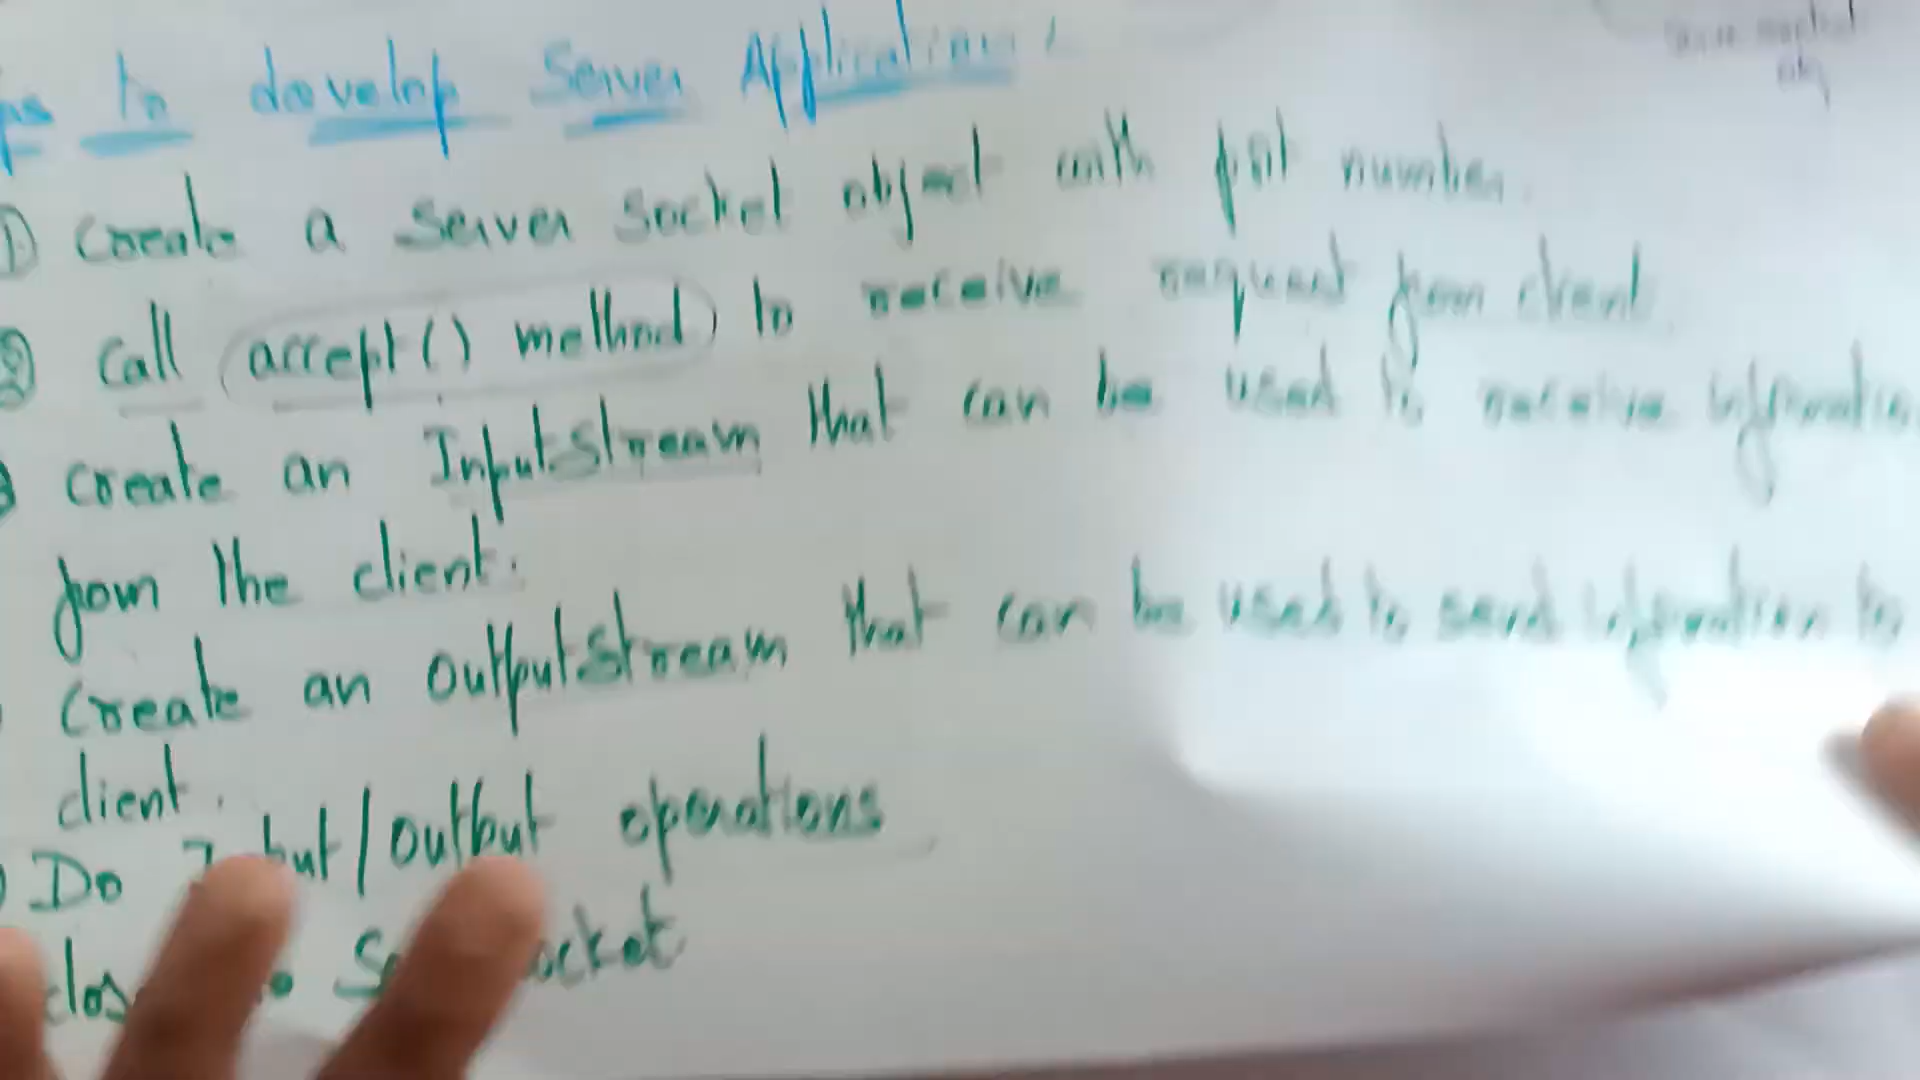 to develop Server Application:
① Create a Server Socket object with port number.
② Call (accept() method) to receive request from client.
create an InputStream that can be used to receive
from the client.
Create an outputStream that can be used to send information to
client.
Do Input/output operations
close